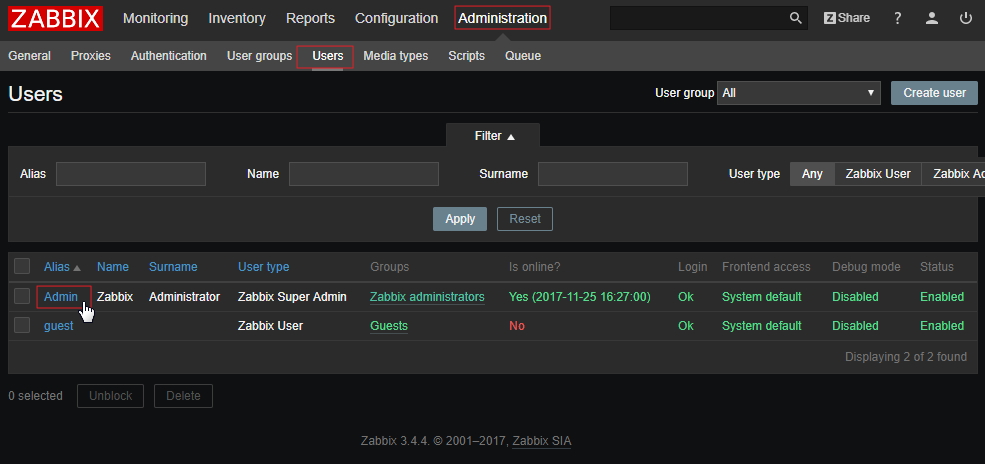 ZABBIX Monitoring Inventory Reports Configuration Administration Z Share ?
General Proxies Authentication User groups Users Media types Scripts Queue
Users User group All Create user
Filter
Alias Name Surname User type Any Zabbix User Zabbix Ad
Apply Reset
Alias Name Surname User type Groups Is online? Login Frontend access Debug mode Status
Admin Zabbix Administrator Zabbix Super Admin Zabbix administrators Yes (2017-11-25 16:27:00) Ok System default Disabled Enabled
guest Zabbix User Guests No Ok System default Disabled Enabled
Displaying 2 of 2 found
0 selected Unblock Delete
Zabbix 3.4.4. © 2001–2017, Zabbix SIA